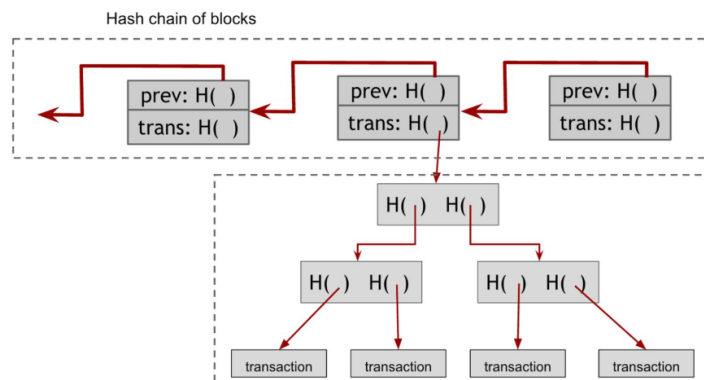 Hash chain of blocks
prev: H( )
trans: H( )
prev: H( )
trans: H( )
prev: H( )
trans: H( )
H( ) H( )
H( ) H( )
H( ) H( )
transaction
transaction
transaction
transaction